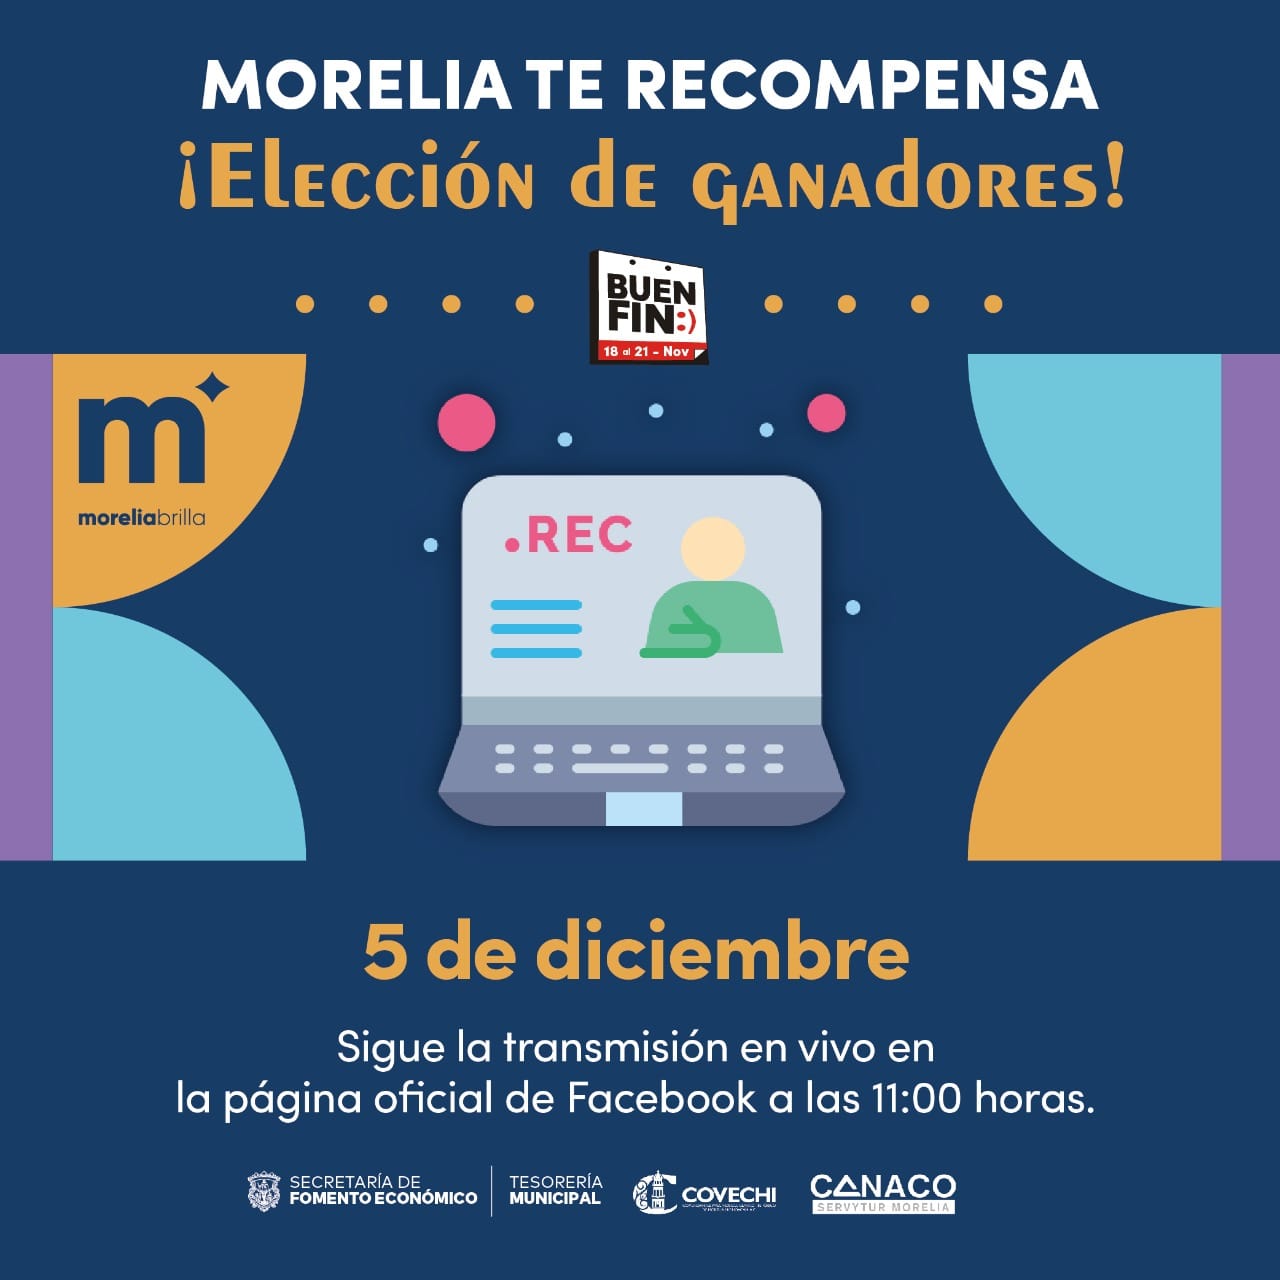 MORELIA TE RECOMPENSA
¡Elección de ganadores!
BUEN
FIN:)
18 al 21 - Nov
m
moreliabrilla
.REC
5 de diciembre
Sigue la transmisión en vivo en
la página oficial de Facebook a las 11:00 horas.
SECRETARÍA DE
FOMENTO ECONÓMICO
TESORERÍA
MUNICIPAL
COVECHI
CANACO
SERVYTUR MORELIA